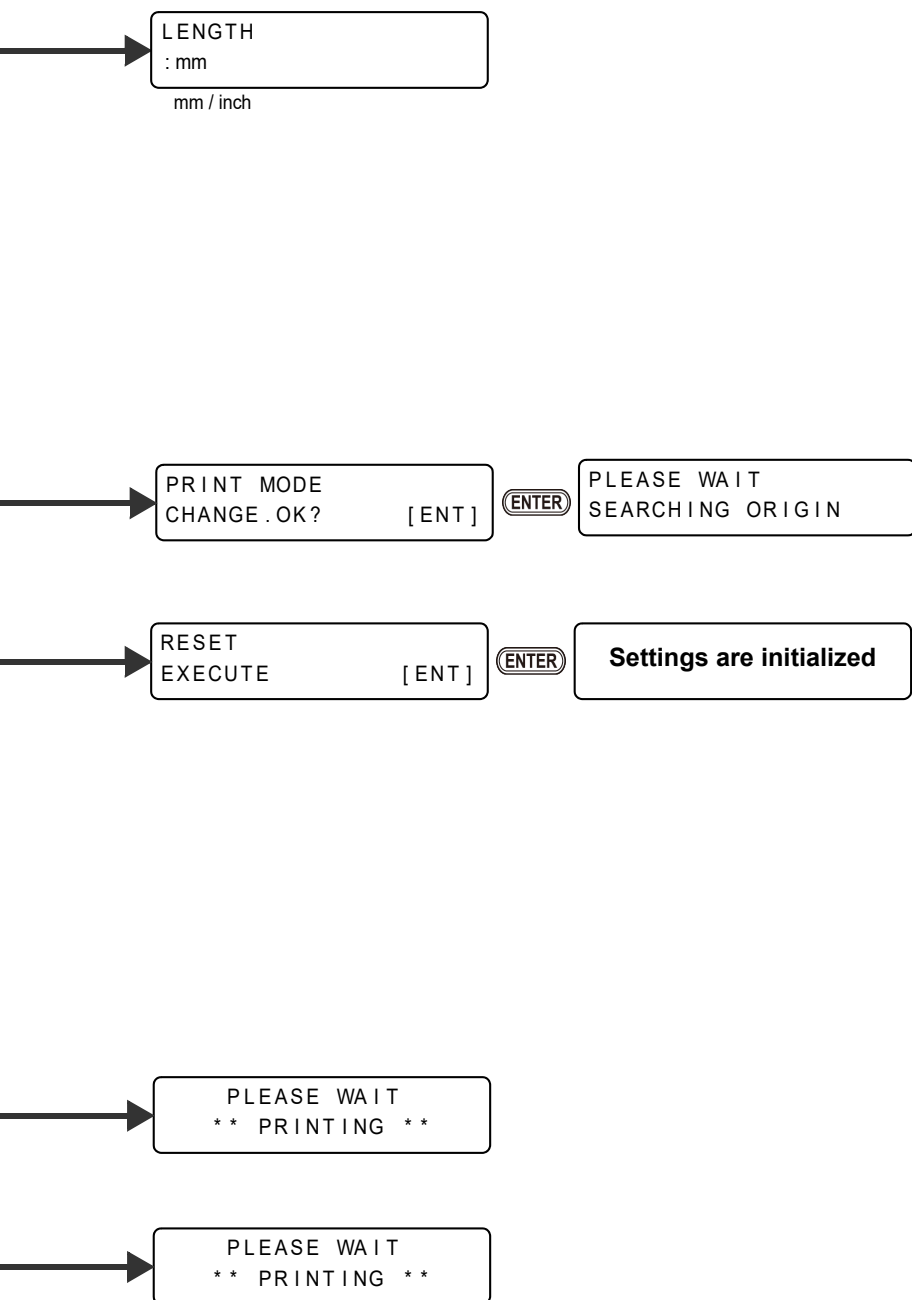 LENGTH
: mm
mm / inch
PRINT MODE
CHANGE.OK? [ENT]
ENTER
PLEASE WAIT
SEARCHING ORIGIN
RESET
EXECUTE [ENT]
ENTER
Settings are initialized
PLEASE WAIT
** PRINTING **
PLEASE WAIT
** PRINTING **